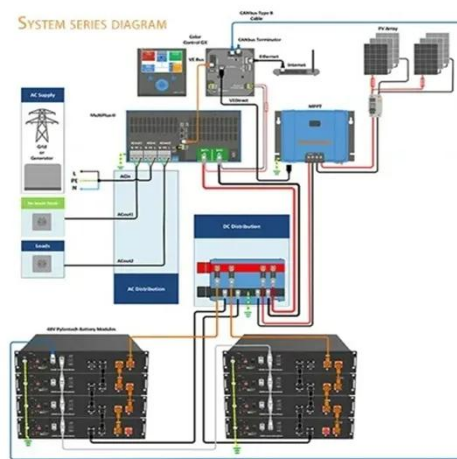 SYSTEM SERIES DIAGRAM
CANbus Type B
Cable
PV Array
Color
Control GX
CANbus Terminator
VE Bus
Ethernet
Internet
VE Direct
AC Supply
MultiPlus-II
MPPT
Grid
or
Generator
L
PE
N
ACin
ACout1
Loads
ACout2
DC Distribution
AC Distribution
48V Pylontech Battery Modules